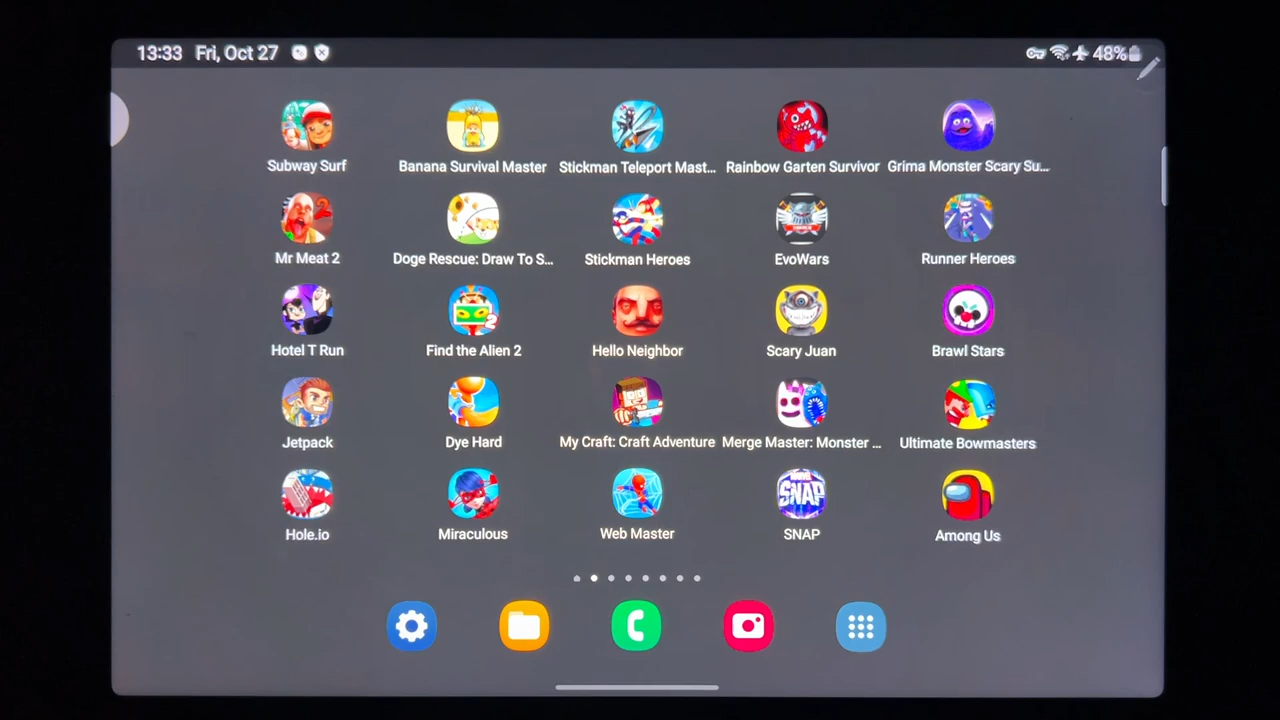 13:33 Fri, Oct 27 48%
Subway Surf Banana Survival Master Stickman Teleport Mast... Rainbow Garten Survivor Grima Monster Scary Su...
Mr Meat 2 Doge Rescue: Draw To S... Stickman Heroes EvoWars Runner Heroes
2
Hotel T Run Find the Alien 2 Hello Neighbor Scary Juan Brawl Stars
Jetpack Dye Hard My Craft: Craft Adventure Merge Master: Monster ... Ultimate Bowmasters
SNAP
Hole.io Miraculous Web Master SNAP Among Us